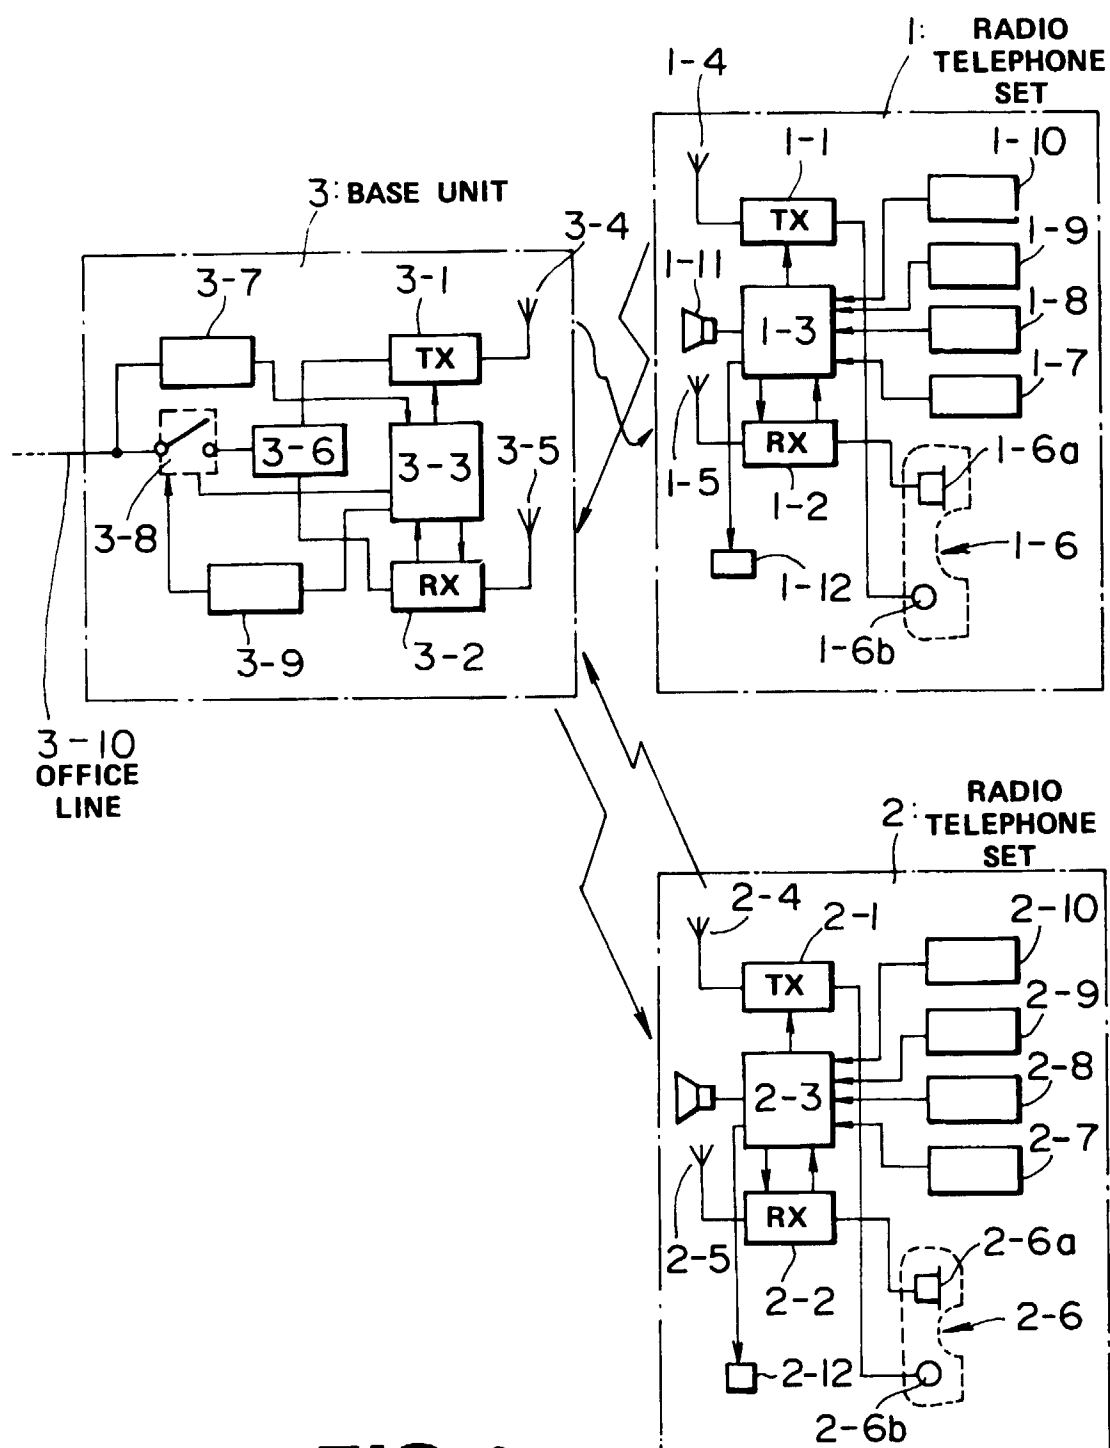 1: RADIO
TELEPHONE
SET
1-4
1-1
1-10
TX
1-9
1-11
1-8
1-3
1-7
RX
1-6a
1-5
1-2
1-6
1-12
1-6b
3: BASE UNIT
3-4
3-7
3-1
TX
3-6
3-3
3-5
3-8
RX
3-9
3-2
3-10
OFFICE
LINE
2: RADIO
TELEPHONE
SET
2-4
2-1
2-10
TX
2-9
2-8
2-3
2-7
RX
2-5
2-2
2-6a
2-6
2-12
2-6b